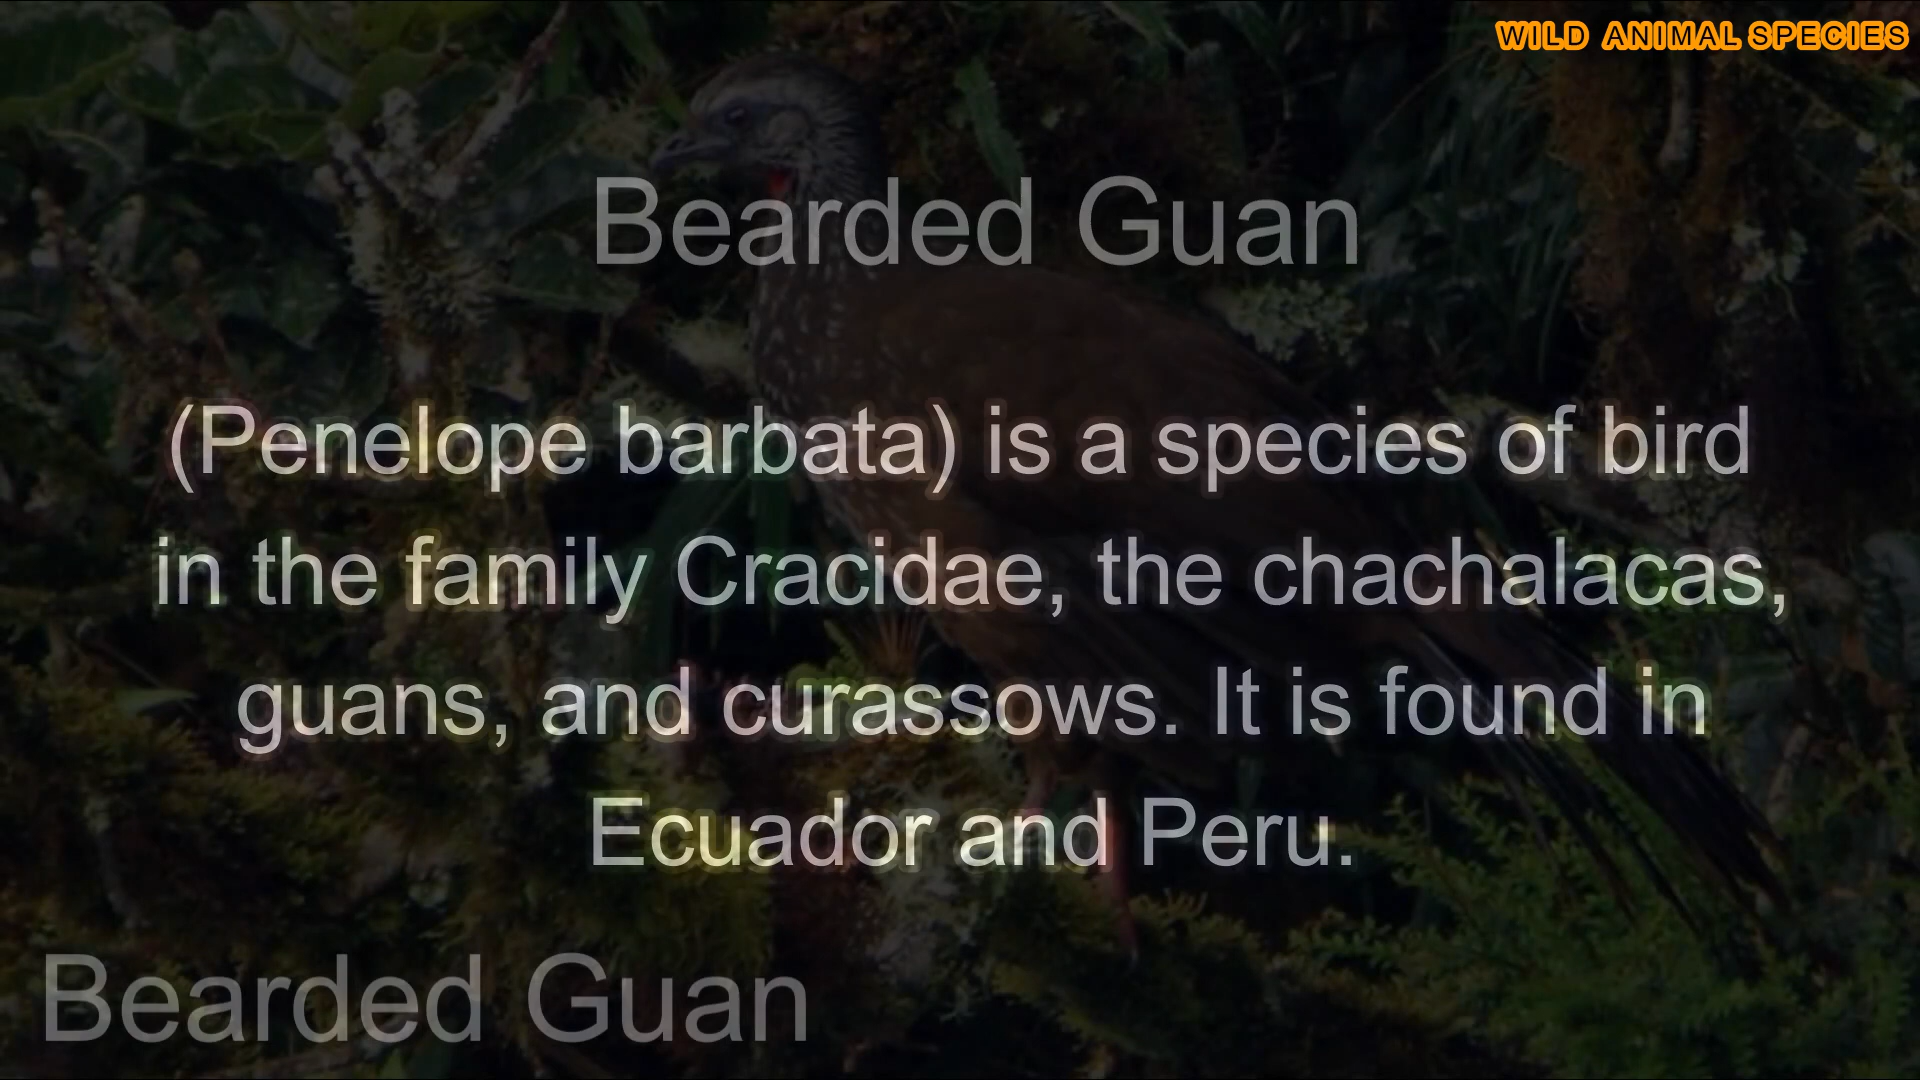 WILD ANIMAL SPECIES
Bearded Guan
(Penelope barbata) is a species of bird
in the family Cracidae, the chachalacas,
guans, and curassows. It is found in
Ecuador and Peru.
Bearded Guan